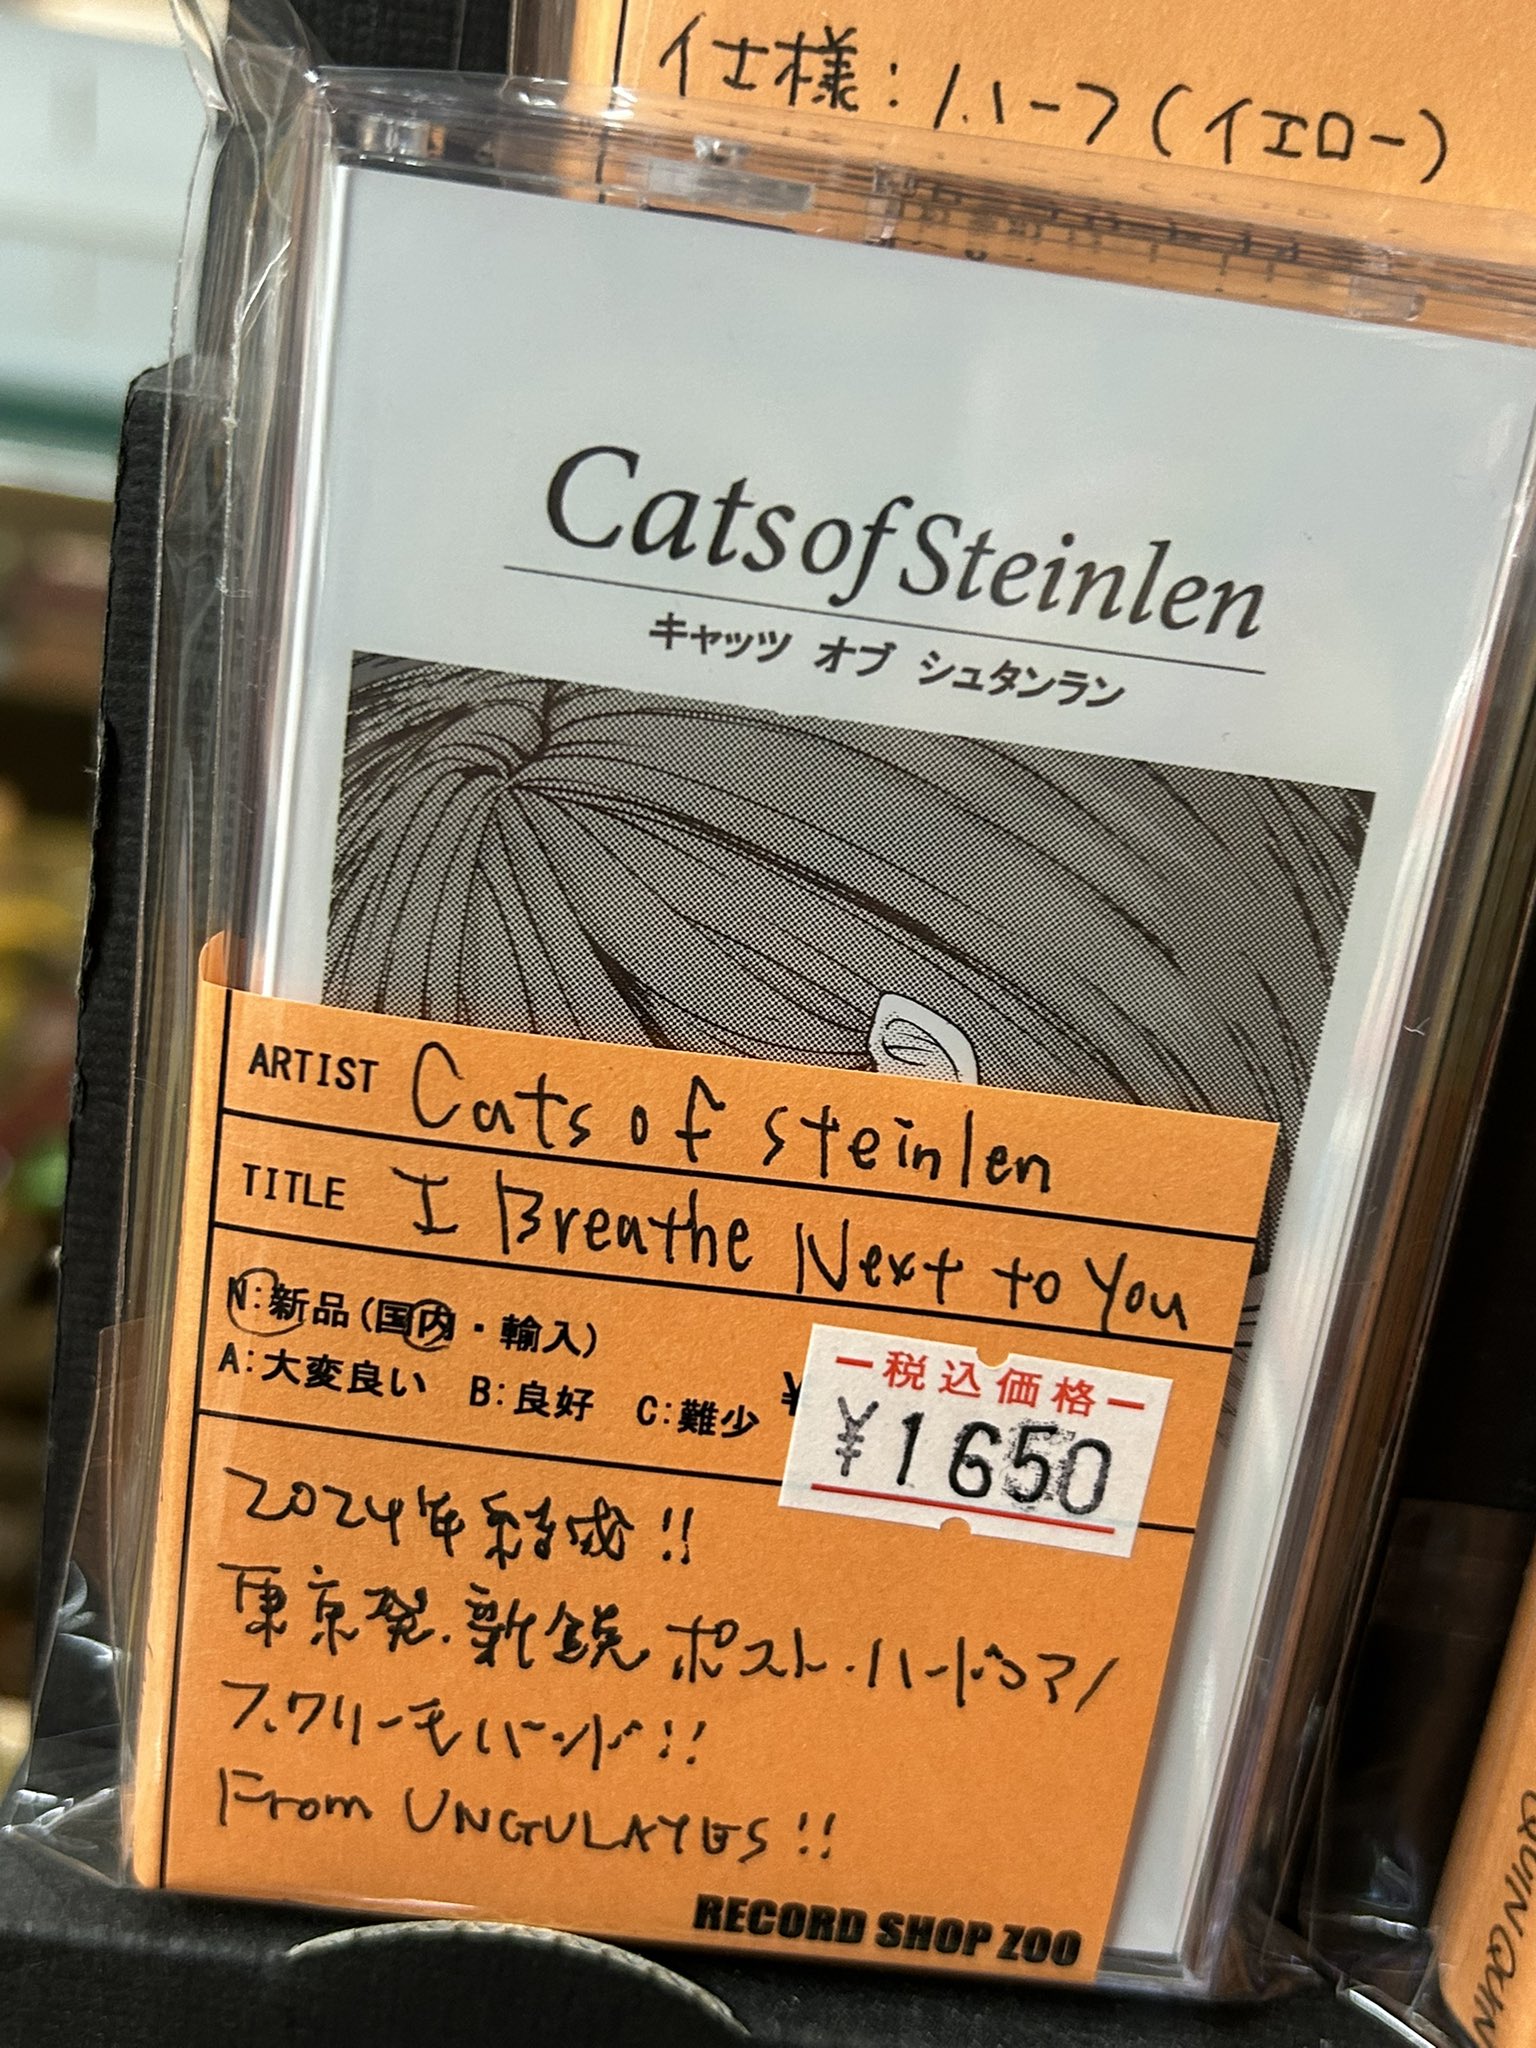 仕様:ハーフ(イエロー)
Cats of Steinlen
キャッツ オブ シュタンラン
ARTIST Cats of steinlen
TITLE I Breathe Next to You
N:新品(国内・輸入)
A:大変良い B:良好 C:難少 ¥
ー税込価格ー
¥1650
2024年結成!!
東京発.新鋭ポスト.ハードコア/
スクリーモバンド!!
From UNGULATES!!
RECORD SHOP ZOO